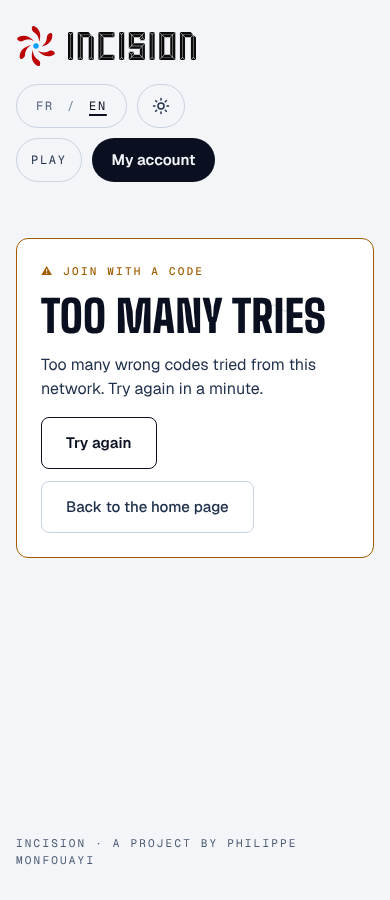 INCISION
FR / EN
PLAY
My account
⚠ JOIN WITH A CODE
TOO MANY TRIES
Too many wrong codes tried from this
network. Try again in a minute.
Try again
Back to the home page
INCISION · A PROJECT BY PHILIPPE
MONFOUAYI